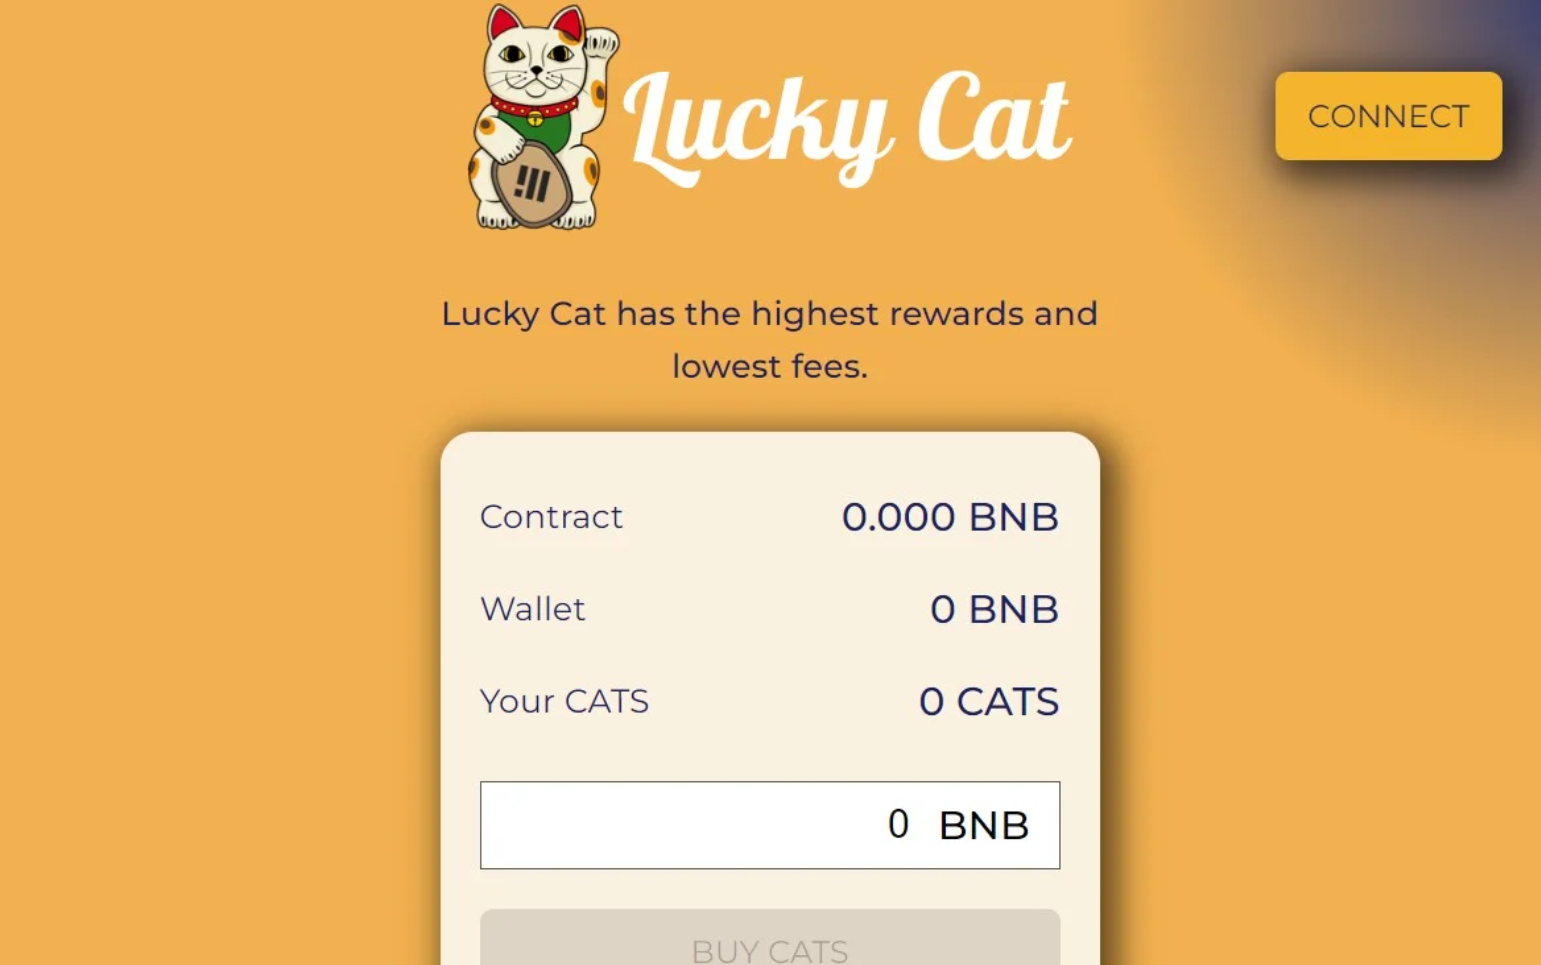 Lucky Cat
CONNECT
Lucky Cat has the highest rewards and
lowest fees.
Contract 0.000 BNB
Wallet 0 BNB
Your CATS 0 CATS
0 BNB
BUY CATS